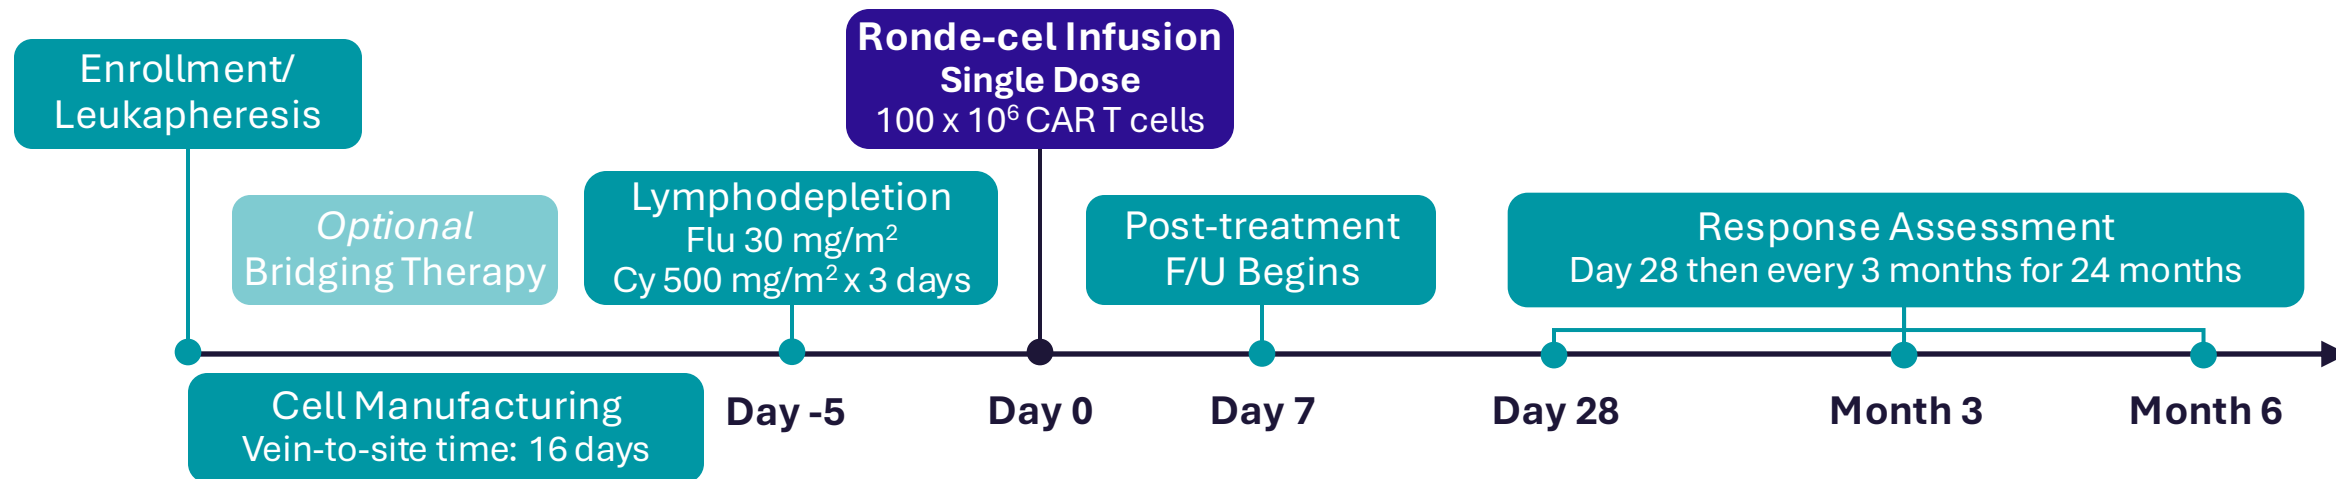 Enrollment/
Leukapheresis
Optional
Bridging Therapy
Cell Manufacturing
Vein-to-site time: 16 days
Lymphodepletion
Flu 30 mg/m²
Cy 500 mg/m² x 3 days
Ronde-cel Infusion
Single Dose
100 x 10⁶ CAR T cells
Post-treatment
F/U Begins
Response Assessment
Day 28 then every 3 months for 24 months
Day -5
Day 0
Day 7
Day 28
Month 3
Month 6